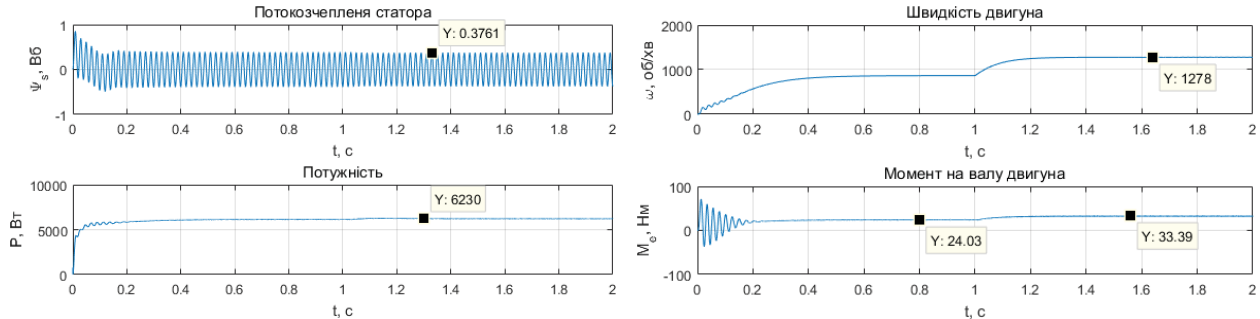 Потокозчепленя статора
Ψ_s, Вб
1
0
-1
Y: 0.3761
0 0.2 0.4 0.6 0.8 1 1.2 1.4 1.6 1.8 2
t, с
Швидкість двигуна
ω, об/хв
2000
1000
0
Y: 1278
0 0.2 0.4 0.6 0.8 1 1.2 1.4 1.6 1.8 2
t, с
Потужність
P, Вт
10000
5000
0
Y: 6230
0 0.2 0.4 0.6 0.8 1 1.2 1.4 1.6 1.8 2
t, с
Момент на валу двигуна
M_e, Нм
100
0
-100
Y: 24.03
Y: 33.39
0 0.2 0.4 0.6 0.8 1 1.2 1.4 1.6 1.8 2
t, с